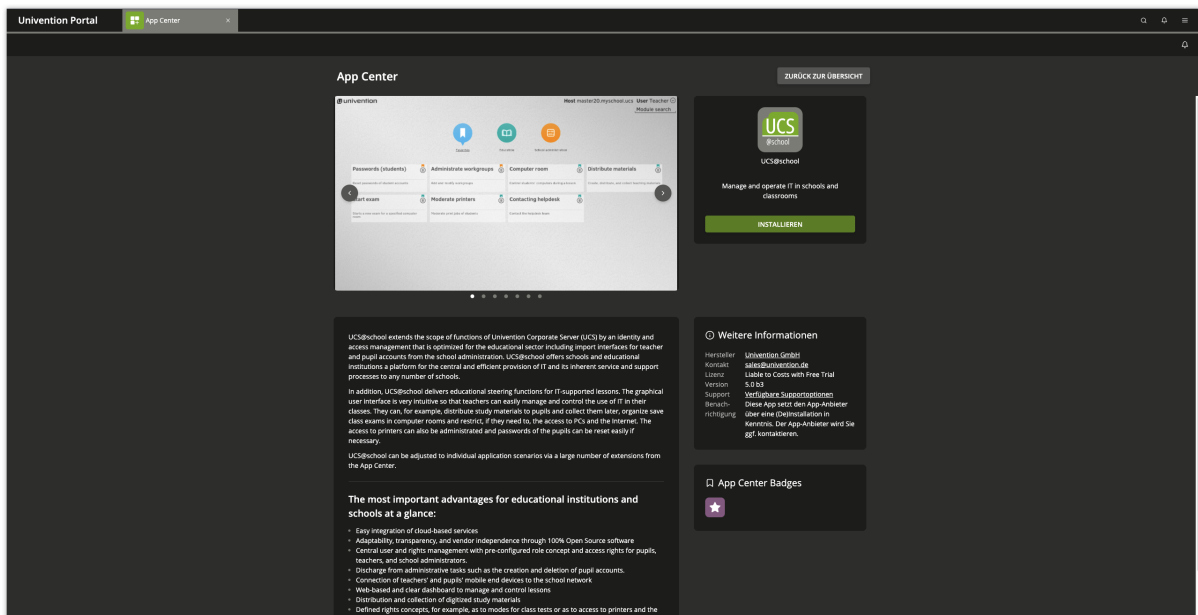 Univention Portal
App Center
App Center
ZURÜCK ZUR ÜBERSICHT
univention
Host master20.myschool.ucs User Teacher
Module search
Passwords (students)
Administrate workgroups
Computer room
Distribute materials
Start exam
Moderate printers
Contacting helpdesk
UCS
@school
UCS@school
Manage and operate IT in schools and
classrooms
INSTALLIEREN
UCS@school extends the scope of functions of Univention Corporate Server (UCS) by an identity and
access management that is optimized for the educational sector including import interfaces for teacher
and pupil accounts from the school administration. UCS@school offers schools and educational
institutions a platform for the central and efficient provision of IT and its inherent service and support
processes to any number of schools.
In addition, UCS@school delivers educational steering functions for IT-supported lessons. The graphical
user interface is very intuitive so that teachers can easily manage and control the use of IT in their
classes. They can, for example, distribute study materials to pupils and collect them later, organize save
class exams in computer rooms and restrict, if they need to, the access to PCs and the Internet. The
access to printers can also be administrated and passwords of the pupils can be reset easily if
necessary.
UCS@school can be adjusted to individual application scenarios via a large number of extensions from
the App Center.
The most important advantages for educational institutions and
schools at a glance:
Easy integration of cloud-based services
Adaptability, transparency, and vendor independence through 100% Open Source software
Central user and rights management with pre-configured role concept and access rights for pupils,
teachers, and school administrators.
Discharge from administrative tasks such as the creation and deletion of pupil accounts.
Connection of teachers' and pupils' mobile end devices to the school network
Web-based and clear dashboard to manage and control lessons
Distribution and collection of digitized study materials
Defined rights concepts, for example, as to modes for class tests or as to access to printers and the
Weitere Informationen
Hersteller Univention GmbH
Kontakt sales@univention.de
Lizenz Liable to Costs with Free Trial
Version 5.0 b3
Support Verfügbare Supportoptionen
Benach- Diese App setzt den App-Anbieter
richtigung über eine (De)Installation in
Kenntnis. Der App-Anbieter wird Sie
ggf. kontaktieren.
App Center Badges